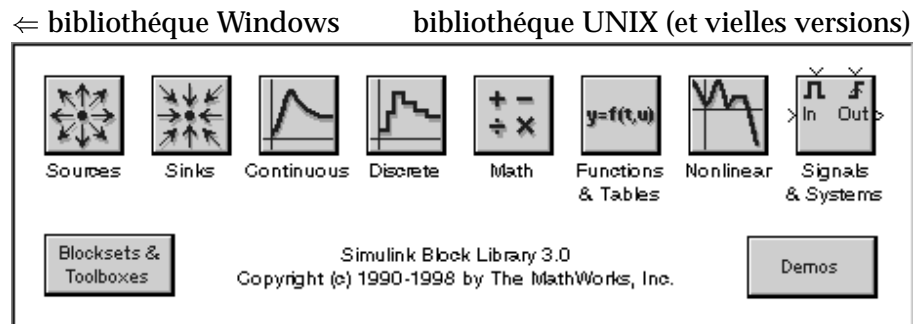 ⇐ bibliothéque Windows bibliothéque UNIX (et vielles versions)
y=f(t,u)
In Out
Sources Sinks Continuous Discrete Math Functions & Tables Nonlinear Signals & Systems
Blocksets & Toolboxes
Simulink Block Library 3.0
Copyright (c) 1990-1998 by The MathWorks, Inc.
Demos